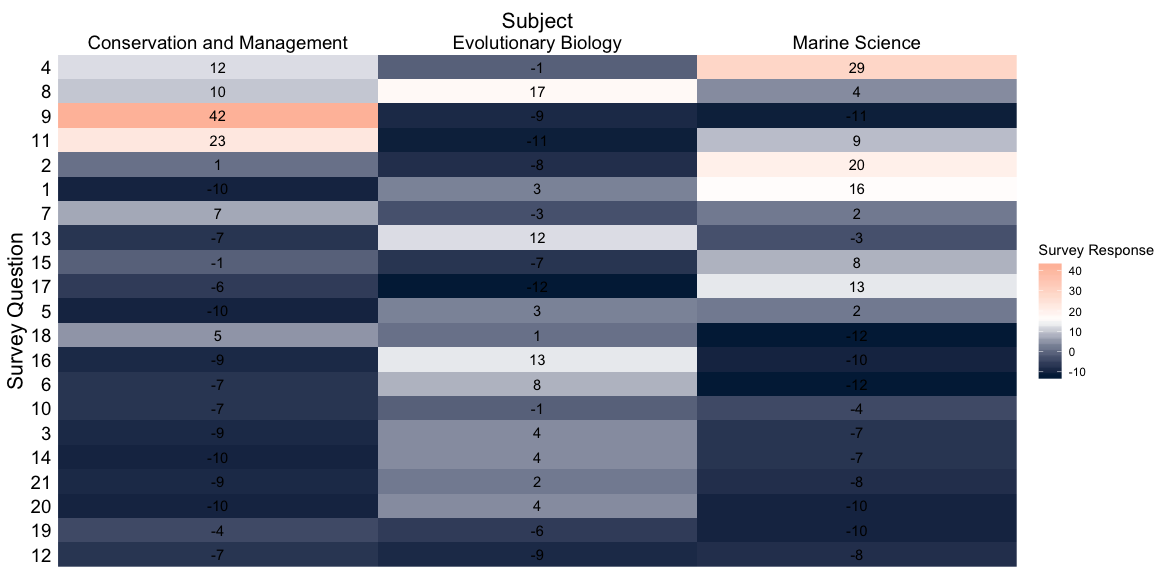 Subject
Conservation and Management Evolutionary Biology Marine Science
4 12 -1 29
8 10 17 4
9 42 -9 -11
11 23 -11 9
2 1 -8 20
1 -10 3 16
7 7 -3 2
13 -7 12 -3
15 -1 -7 8
17 -6 -12 13
5 -10 3 2
18 5 1 -12
16 -9 13 -10
6 -7 8 -12
10 -7 -1 -4
3 -9 4 -7
14 -10 4 -7
21 -9 2 -8
20 -10 4 -10
19 -4 -6 -10
12 -7 -9 -8
Survey Question
Survey Response
40
30
20
10
0
-10